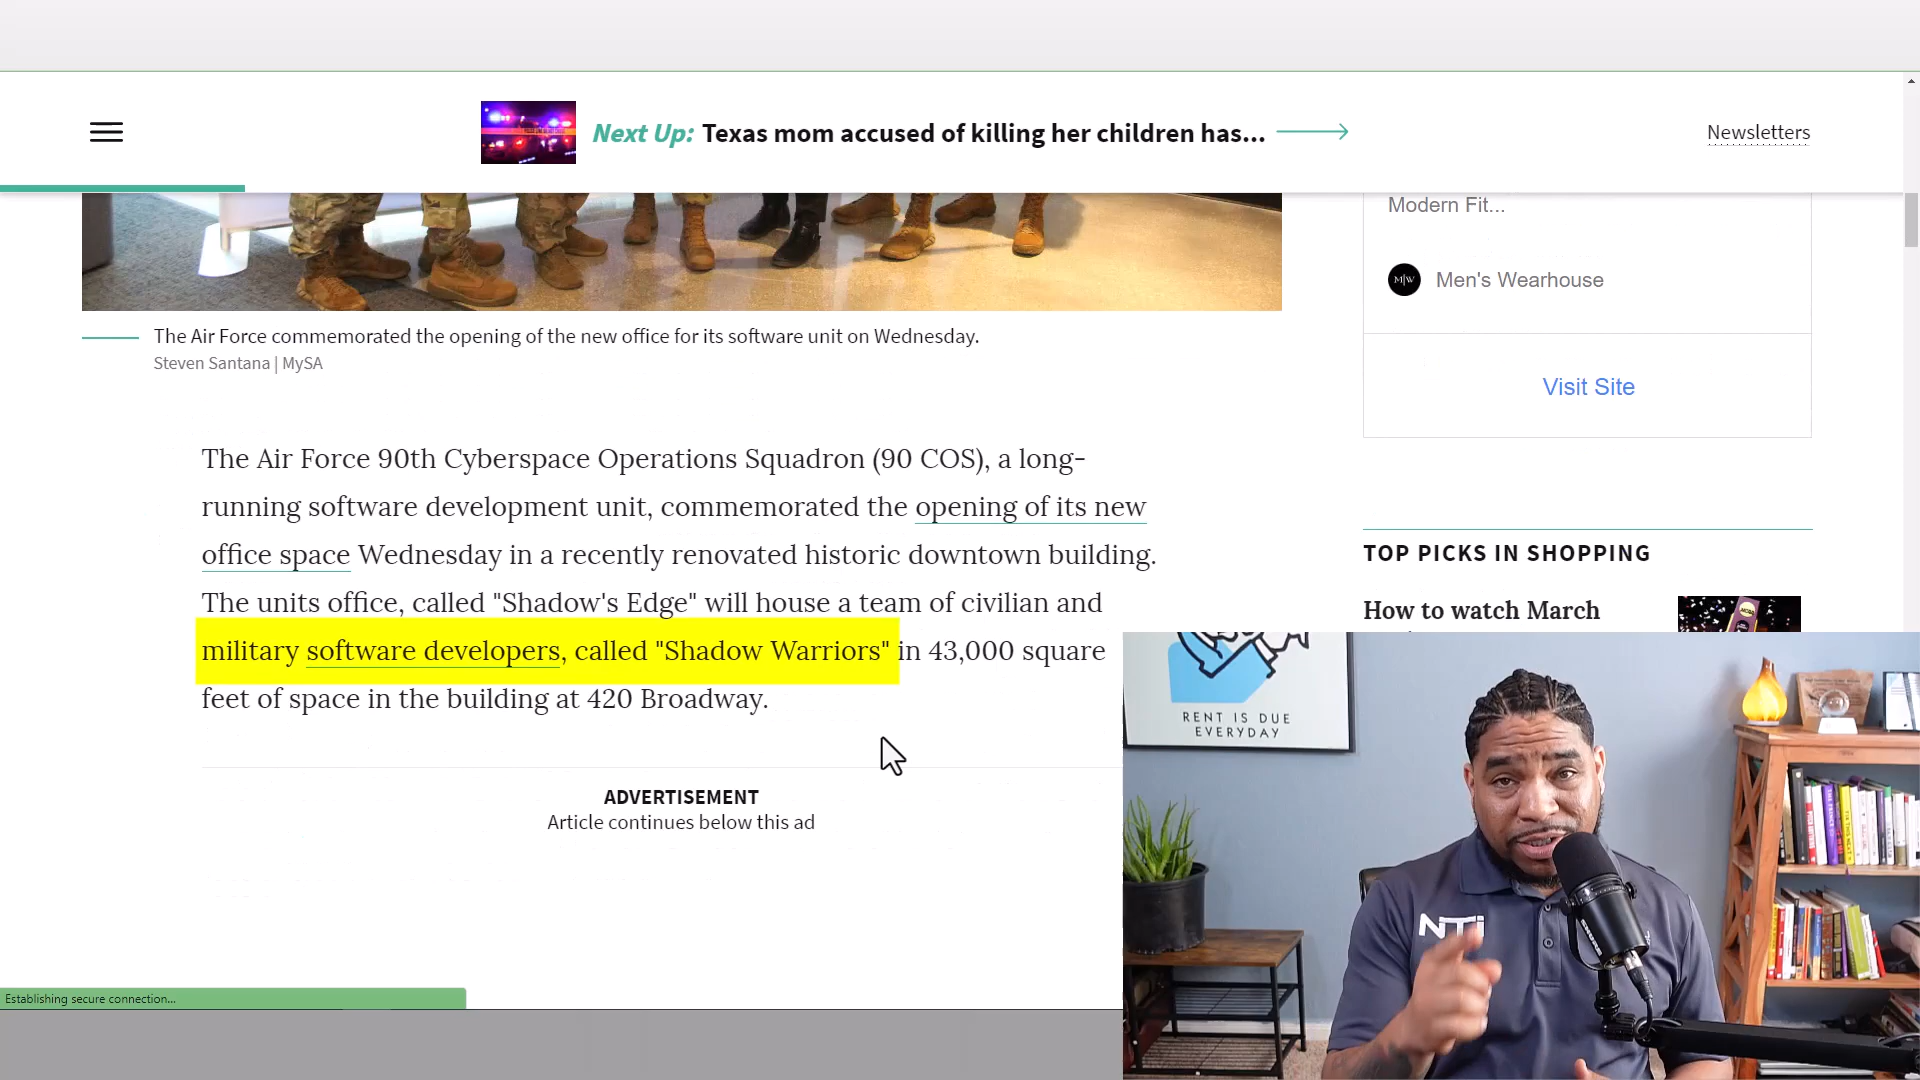 Next Up: Texas mom accused of killing her children has...
Newsletters
Modern Fit...
M|W
Men's Wearhouse
Visit Site
The Air Force commemorated the opening of the new office for its software unit on Wednesday.
Steven Santana | MySA
The Air Force 90th Cyberspace Operations Squadron (90 COS), a long-
running software development unit, commemorated the opening of its new
office space Wednesday in a recently renovated historic downtown building.
The units office, called "Shadow's Edge" will house a team of civilian and
military software developers, called "Shadow Warriors" in 43,000 square
feet of space in the building at 420 Broadway.
TOP PICKS IN SHOPPING
How to watch March
ADVERTISEMENT
Article continues below this ad
RENT IS DUE
EVERYDAY
NTi
Establishing secure connection...